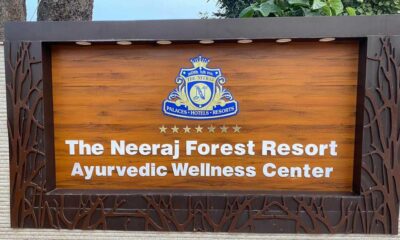 N
PALACES • HOTELS • RESORTS
The Neeraj Forest Resort
Ayurvedic Wellness Center